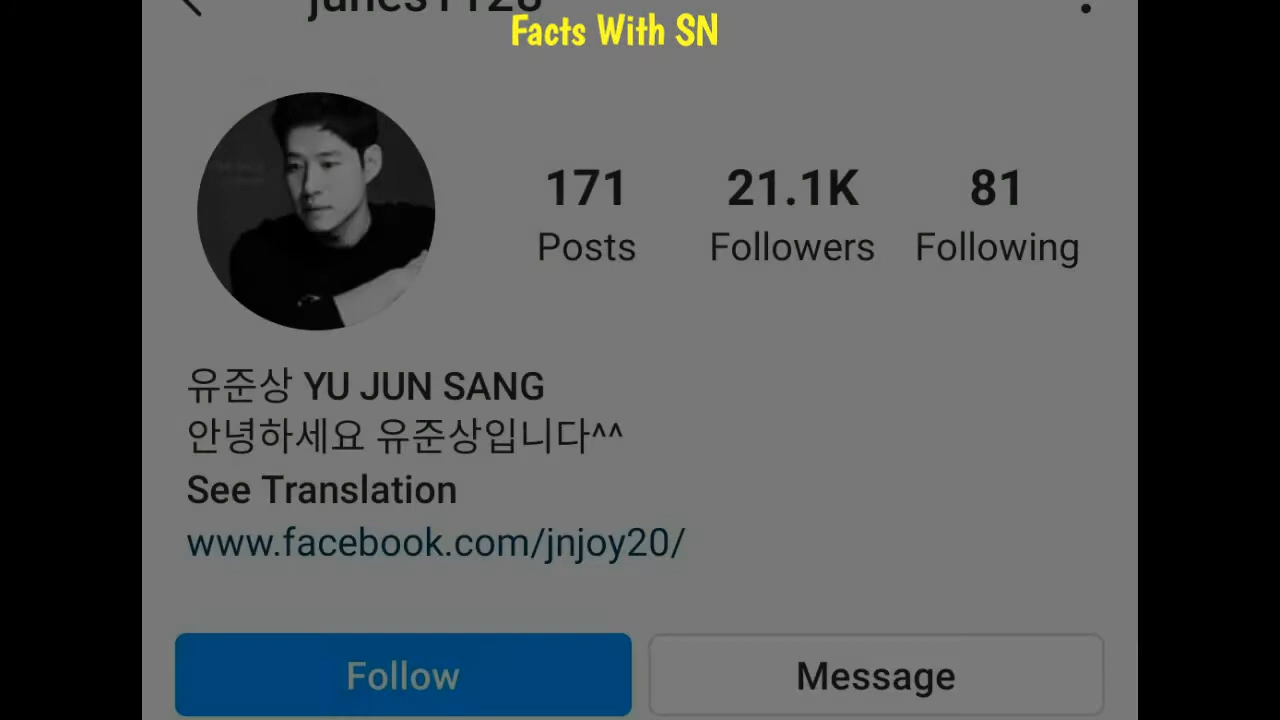 Facts With SN
171 21.1K 81
Posts Followers Following
유준상 YU JUN SANG
안녕하세요 유준상입니다^^
See Translation
www.facebook.com/jnjoy20/
Follow Message